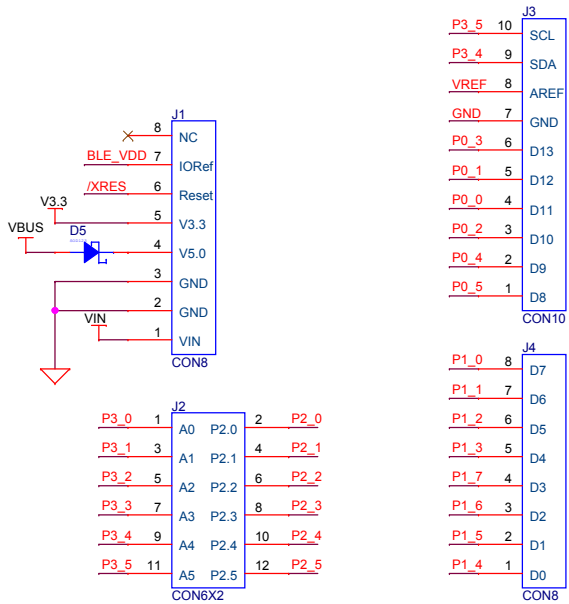 J1
8 NC
BLE_VDD 7 IORef
/XRES 6 Reset
V3.3 5 V3.3
VBUS D5 4 V5.0
3 GND
2 GND
VIN 1 VIN
CON8
J2
P3_0 1 A0 P2.0 2 P2_0
P3_1 3 A1 P2.1 4 P2_1
P3_2 5 A2 P2.2 6 P2_2
P3_3 7 A3 P2.3 8 P2_3
P3_4 9 A4 P2.4 10 P2_4
P3_5 11 A5 P2.5 12 P2_5
CON6X2
J3
P3_5 10 SCL
P3_4 9 SDA
VREF 8 AREF
GND 7 GND
P0_3 6 D13
P0_1 5 D12
P0_0 4 D11
P0_2 3 D10
P0_4 2 D9
P0_5 1 D8
CON10
J4
P1_0 8 D7
P1_1 7 D6
P1_2 6 D5
P1_3 5 D4
P1_7 4 D3
P1_6 3 D2
P1_5 2 D1
P1_4 1 D0
CON8